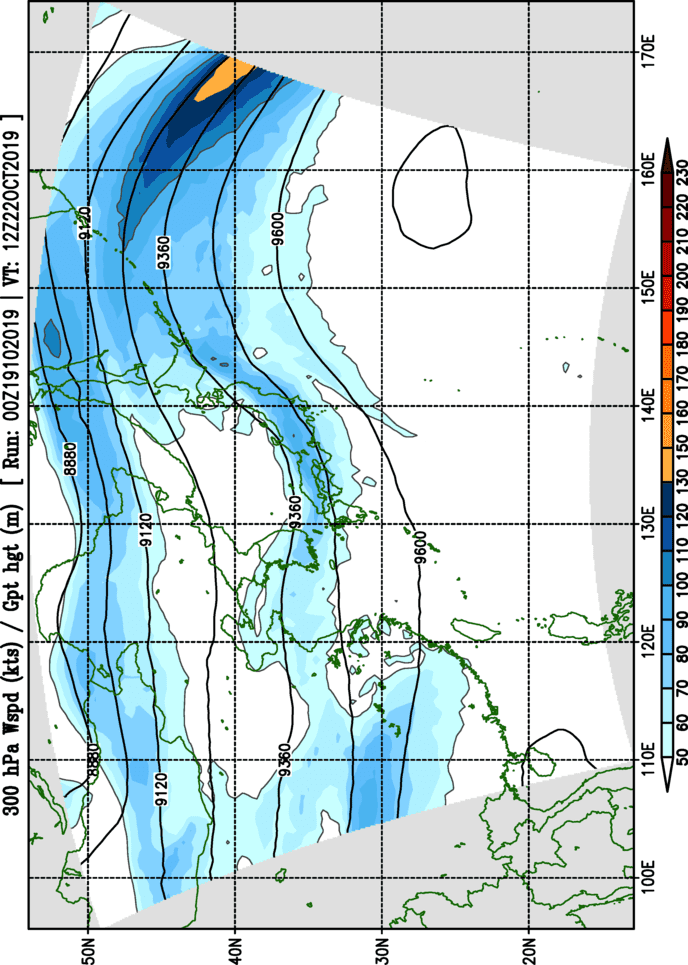 300 hPa Wspd (kts) / Gpt hgt (m) [ Run: 00Z19102019 | VT: 12Z22OCT2019 ]
50N
8880
8880
9120
9120
9120
9360
40N
9360
9360
9600
30N
9600
20N
100E 110E 120E 130E 140E 150E 160E 170E
50 60 70 80 90 100 110 120 130 140 150 160 170 180 190 200 210 220 230